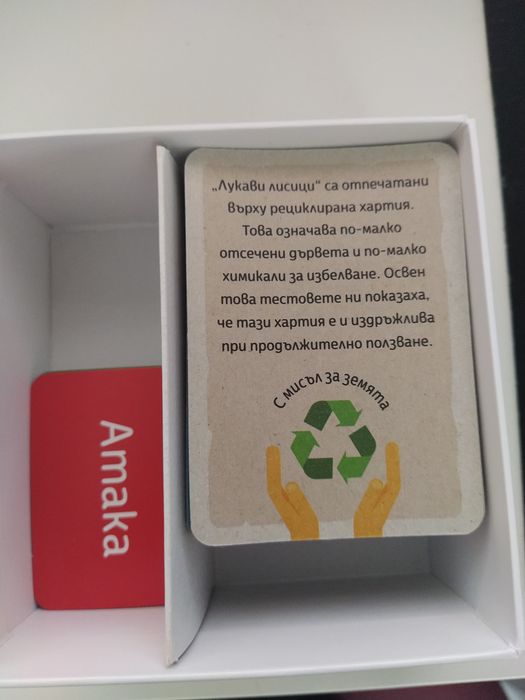 „Лукави лисици“ са отпечатани
върху рециклирана хартия.
Това означава по-малко
отсечени дървета и по-малко
химикали за избелване. Освен
това тестовете ни показаха,
че тази хартия е и издръжлива
при продължително ползване.
С мисъл за земята
Атака